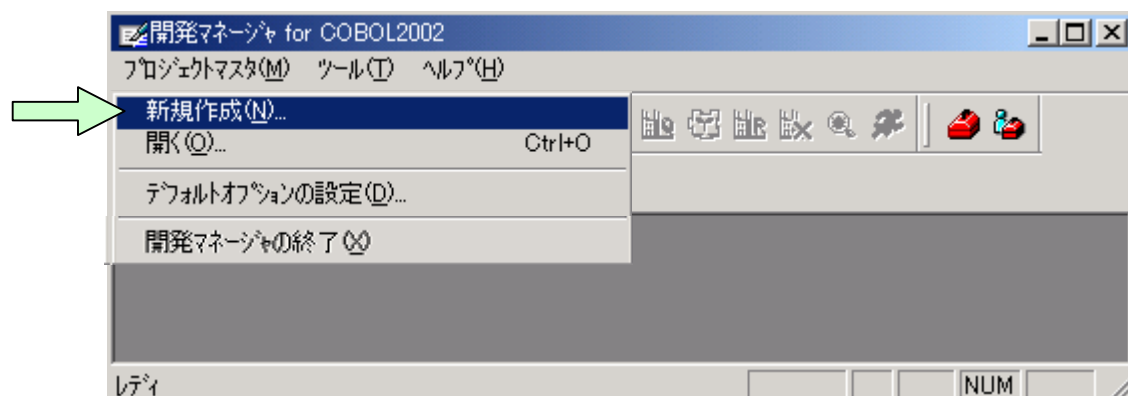 開発ﾏﾈｰｼﾞｬ for COBOL2002
ﾌﾟﾛｼﾞｪｸﾄﾏｽﾀ(M) ﾂｰﾙ(T) ﾍﾙﾌﾟ(H)
新規作成(N)...
開く(O)... Ctrl+O
ﾃﾞﾌｫﾙﾄｵﾌﾟｼｮﾝの設定(D)...
開発ﾏﾈｰｼﾞｬの終了(X)
ﾚﾃﾞｨ NUM